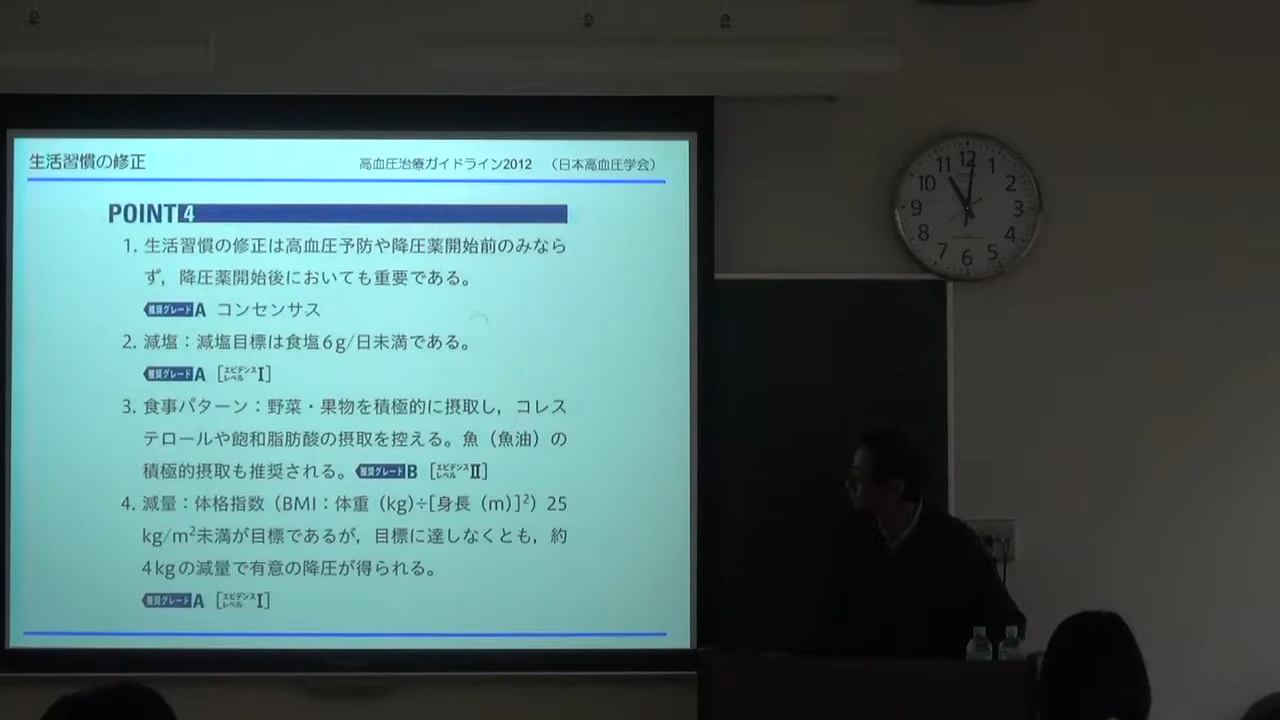 生活習慣の修正
高血圧治療ガイドライン2012 （日本高血圧学会）
POINT 4
1. 生活習慣の修正は高血圧予防や降圧薬開始前のみなら
ず，降圧薬開始後においても重要である。
推奨グレード A コンセンサス
2. 減塩：減塩目標は食塩6g/日未満である。
推奨グレード A ［エビデンスレベル I］
3. 食事パターン：野菜・果物を積極的に摂取し，コレス
テロールや飽和脂肪酸の摂取を控える。魚（魚油）の
積極的摂取も推奨される。 推奨グレード B ［エビデンスレベル II］
4. 減量：体格指数（BMI：体重（kg）÷[身長（m）]²）25
kg/m²未満が目標であるが，目標に達しなくとも，約
4kgの減量で有意の降圧が得られる。
推奨グレード A ［エビデンスレベル I］
12
1
2
3
4
5
6
7
8
9
10
11